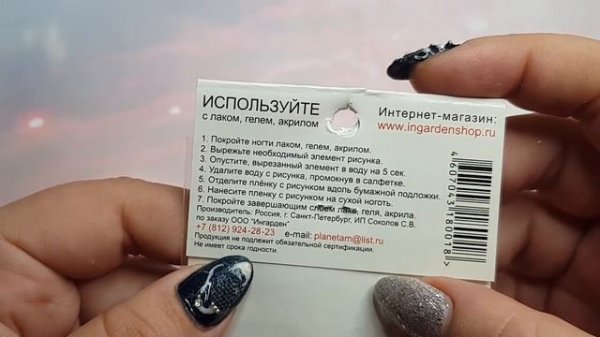 ИСПОЛЬЗУЙТЕ
с лаком, гелем, акрилом
Интернет-магазин:
www.ingardenshop.ru
1. Покройте ногти лаком, гелем, акрилом.
2. Вырежьте необходимый элемент рисунка.
3. Опустите, вырезанный элемент в воду на 5 сек.
4. Удалите воду с рисунка, промокнув в салфетке.
5. Отделите плёнку с рисунком вдоль бумажной подложки.
6. Нанесите пленку с рисунком на сухой ноготь.
7. Покройте завершающим слоем лака, геля, акрила.
Производитель: Россия, г. Санкт-Петербург, ИП Соколов С.В.
по заказу ООО "Ингарден"
+7 (812) 924-28-23 e-mail: planetam@list.ru
Продукция не подлежит обязательной сертификации.
Не имеет срока годности.
4 607043 180018 >